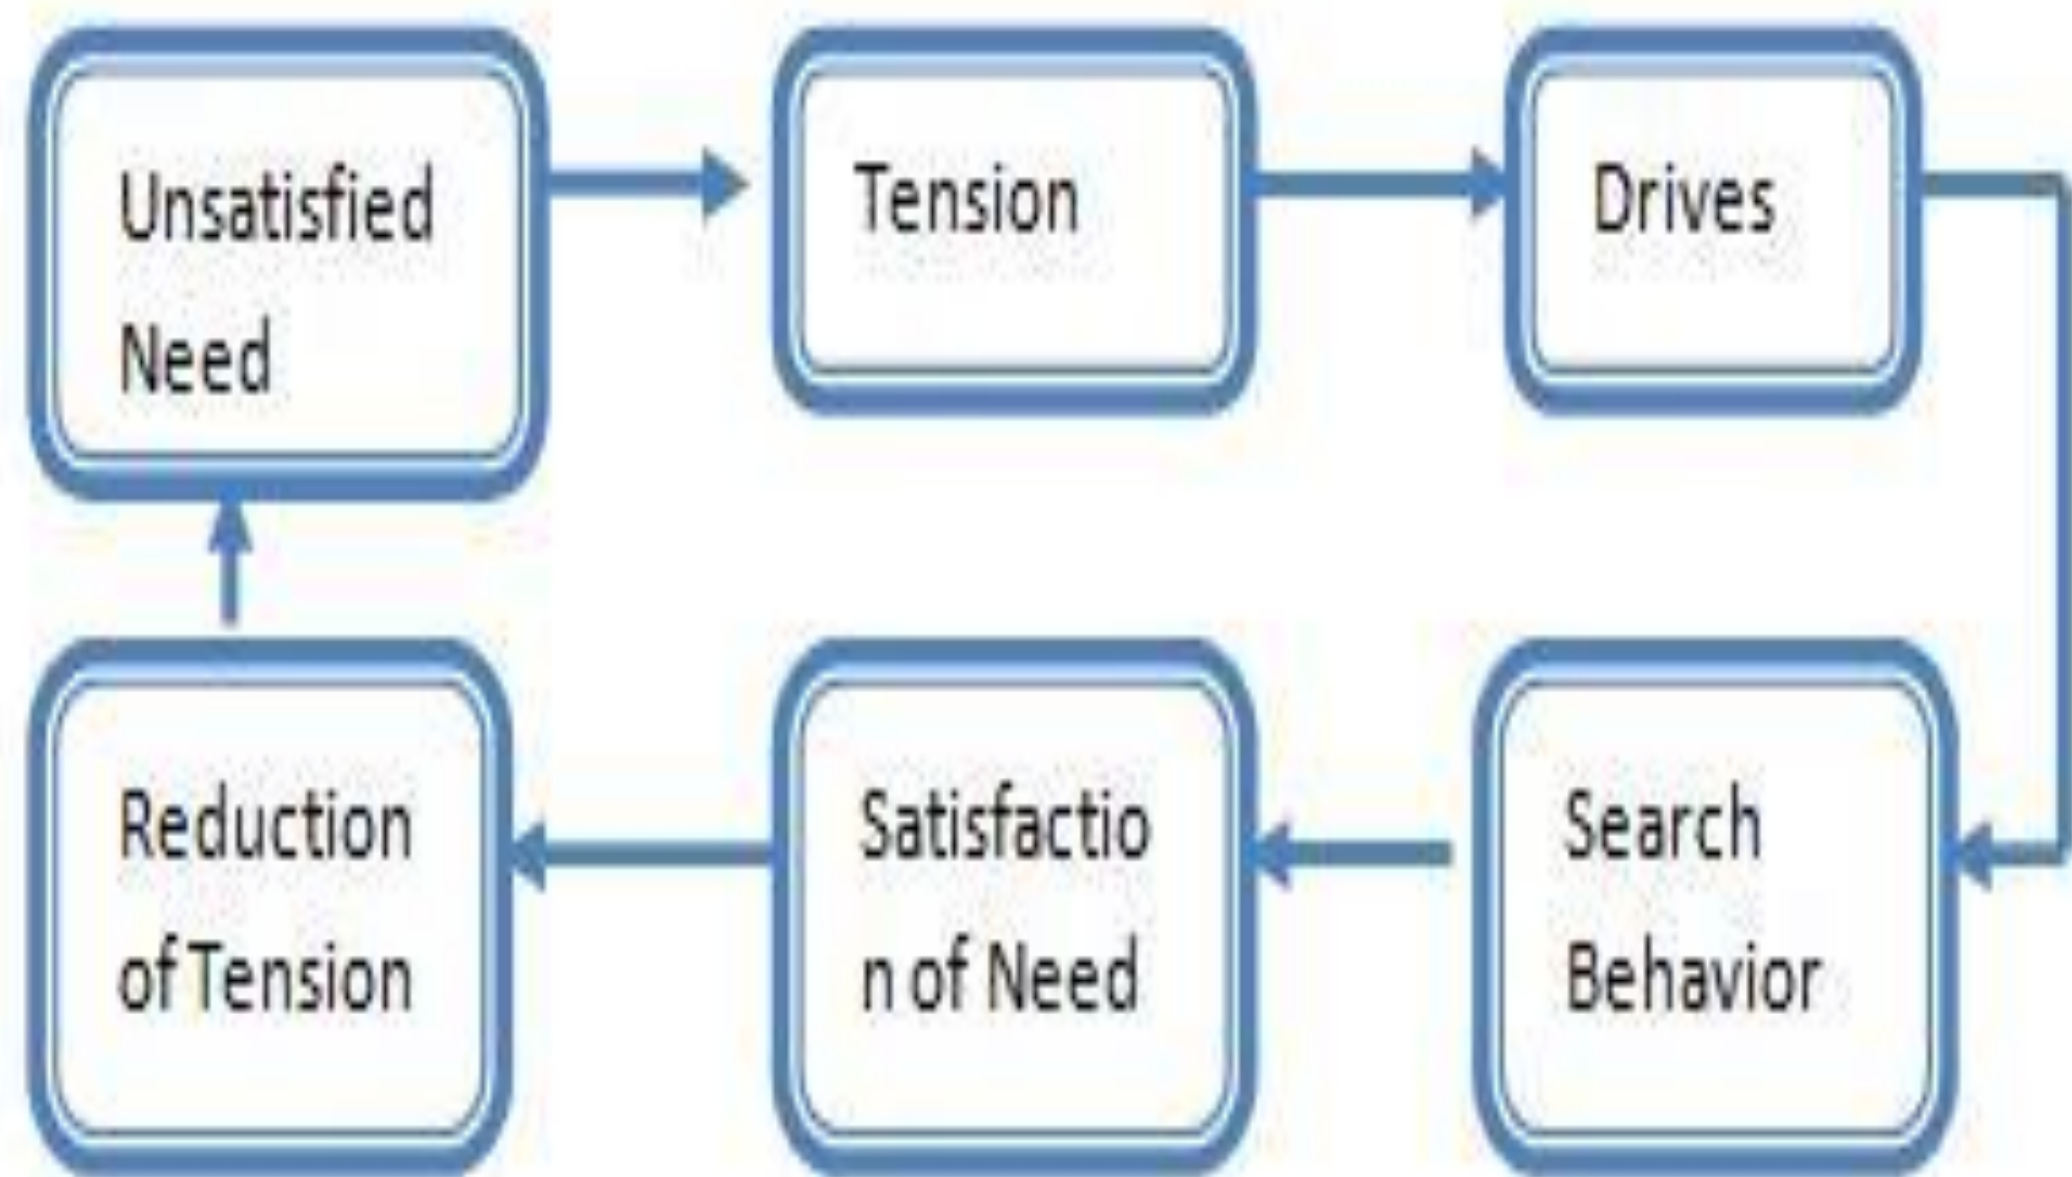 Unsatisfied
Need
Tension
Drives
Search
Behavior
Satisfactio
n of Need
Reduction
of Tension